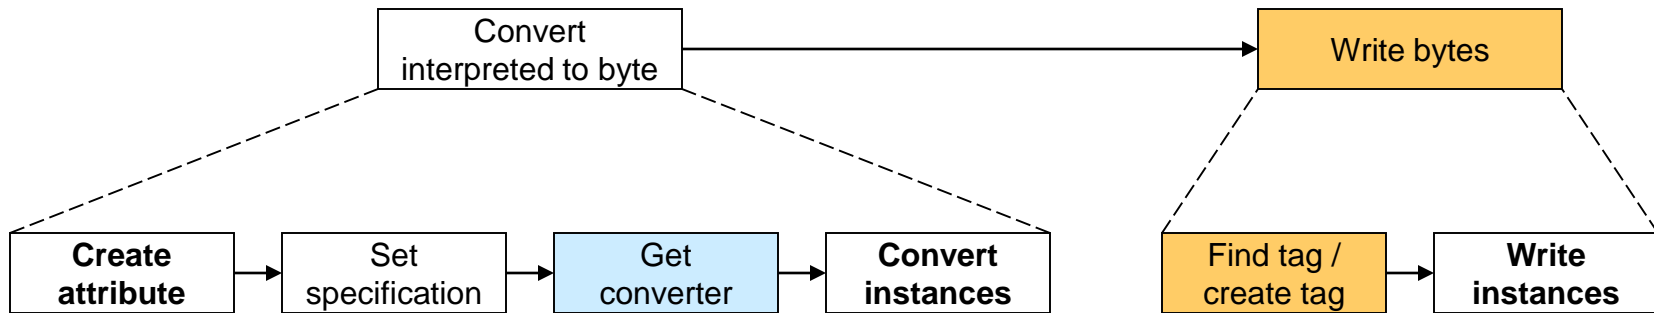 Convert
interpreted to byte
Write bytes
Create
attribute
Set
specification
Get
converter
Convert
instances
Find tag /
create tag
Write
instances